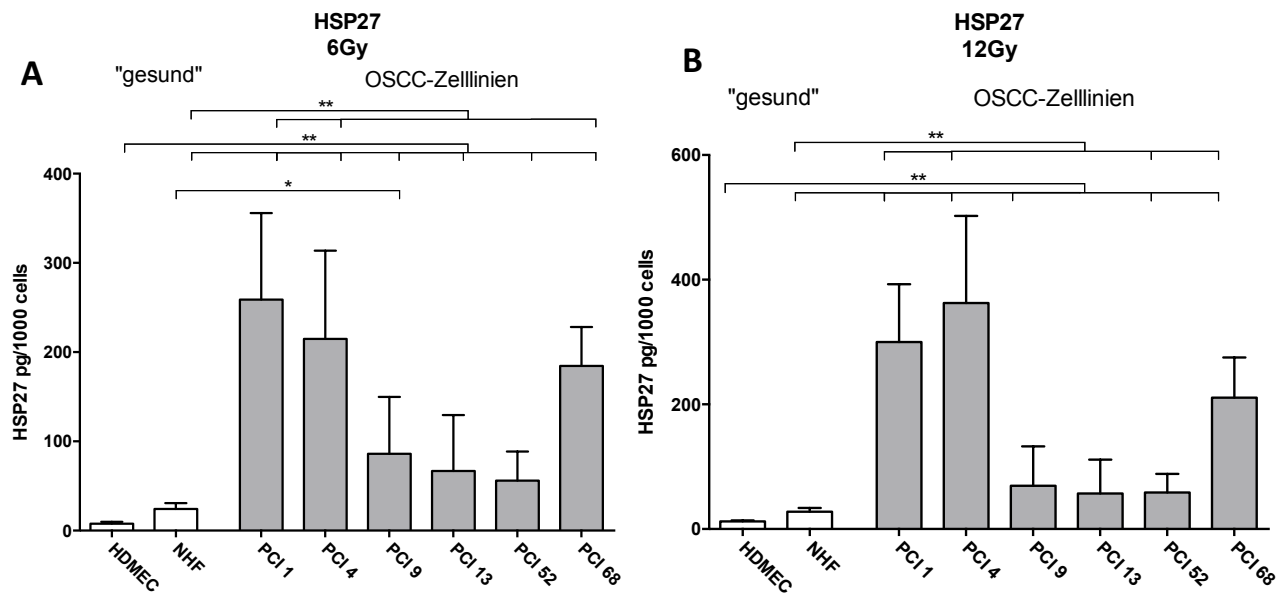 A
HSP27
6Gy
"gesund" OSCC-Zelllinien
**
**
*
HSP27 pg/1000 cells
400
300
200
100
0
HDMEC NHF PCI 1 PCI 4 PCI 9 PCI 13 PCI 52 PCI 68
B
HSP27
12Gy
"gesund" OSCC-Zelllinien
**
**
HSP27 pg/1000 cells
600
400
200
0
HDMEC NHF PCI 1 PCI 4 PCI 9 PCI 13 PCI 52 PCI 68